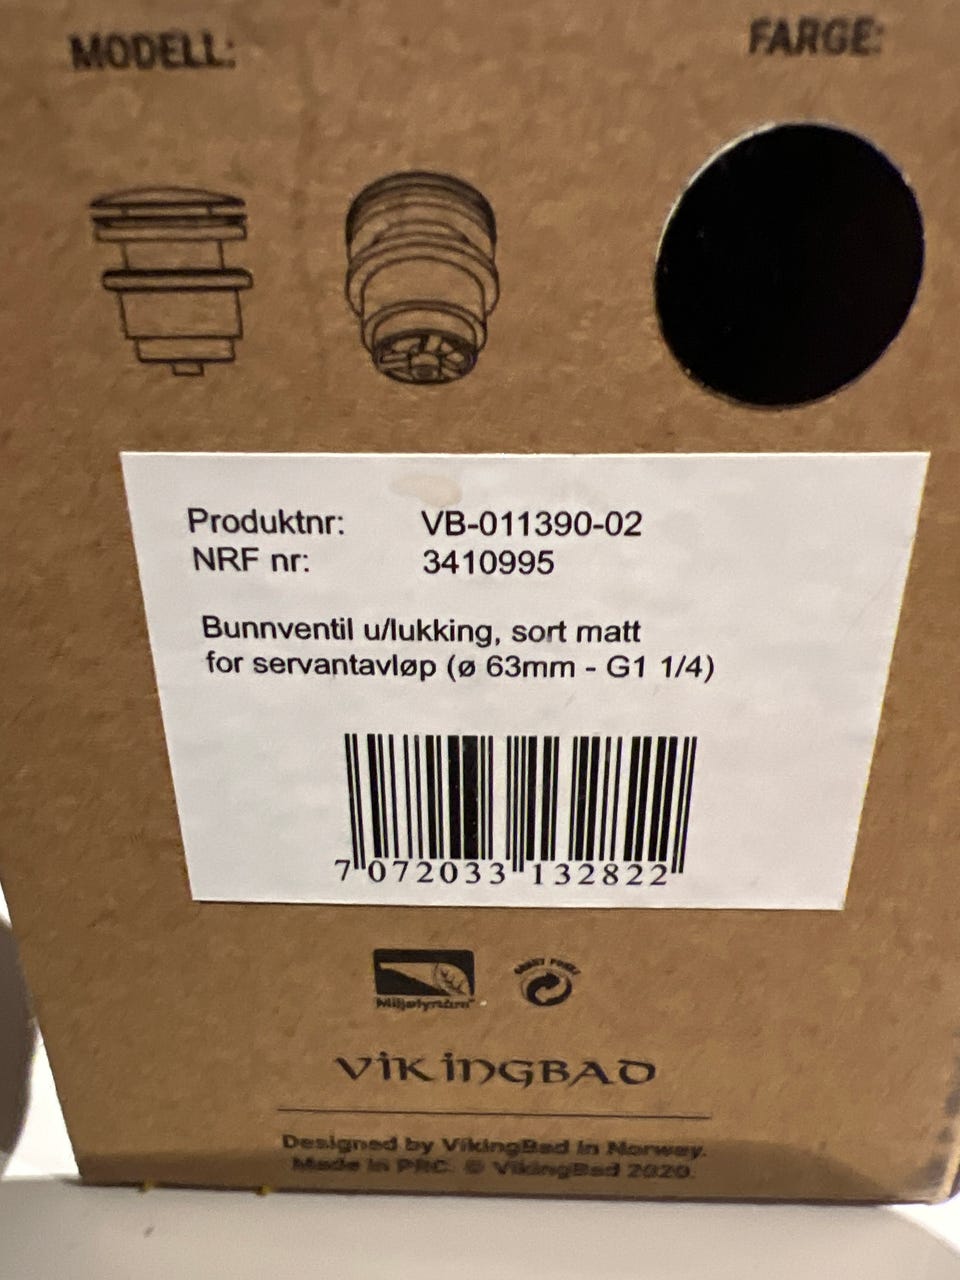 MODELL:
FARGE:
Produktnr: VB-011390-02
NRF nr: 3410995
Bunnventil u/lukking, sort matt
for servantavløp (ø 63mm - G1 1/4)
7 072033 132822
Miljøfyrtårn
VIKINGBAD
Designed by VikingBad in Norway.
Made in PRC. © VikingBad 2020.